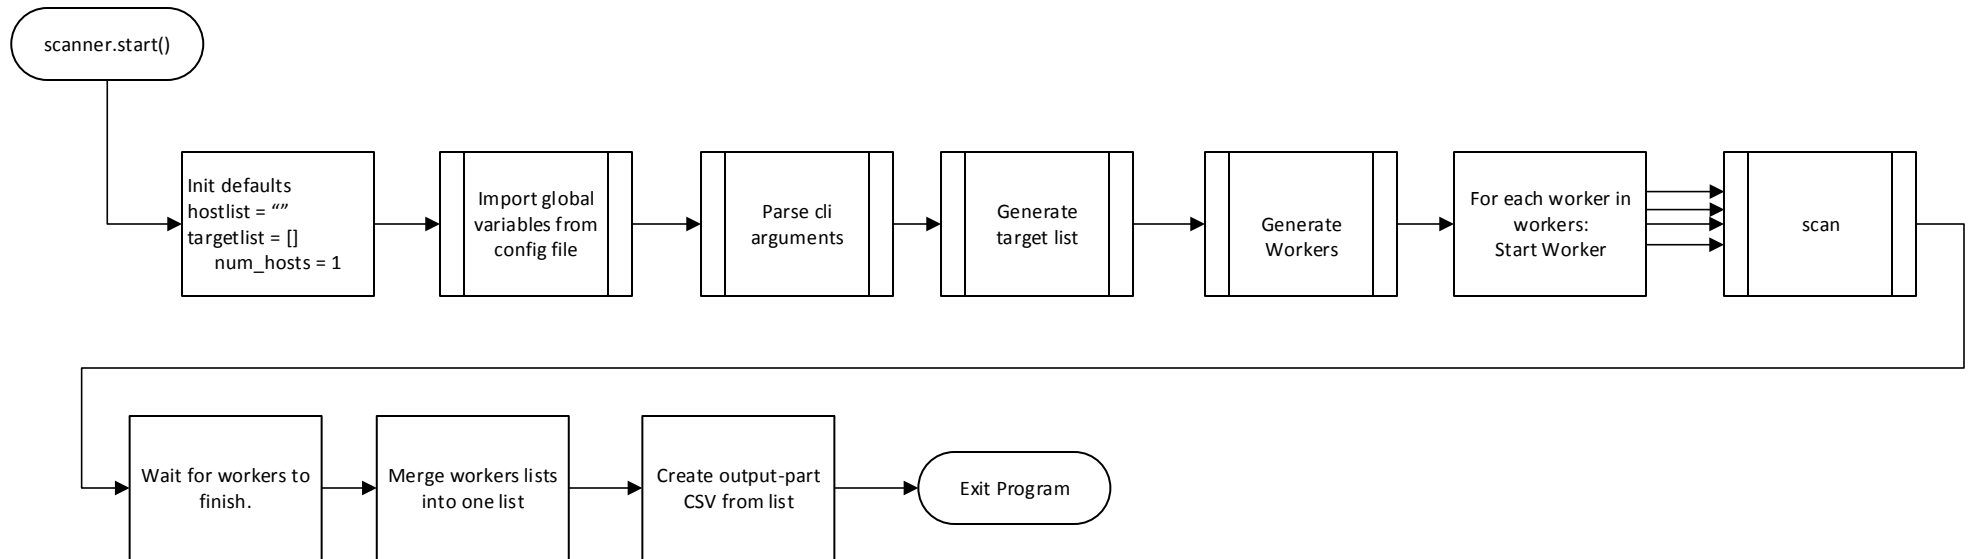 scanner.start()
Init defaults
hostlist = “”
targetlist = []
num_hosts = 1
Import global
variables from
config file
Parse cli
arguments
Generate
target list
Generate
Workers
For each worker in
workers:
Start Worker
scan
Wait for workers to
finish.
Merge workers lists
into one list
Create output-part
CSV from list
Exit Program